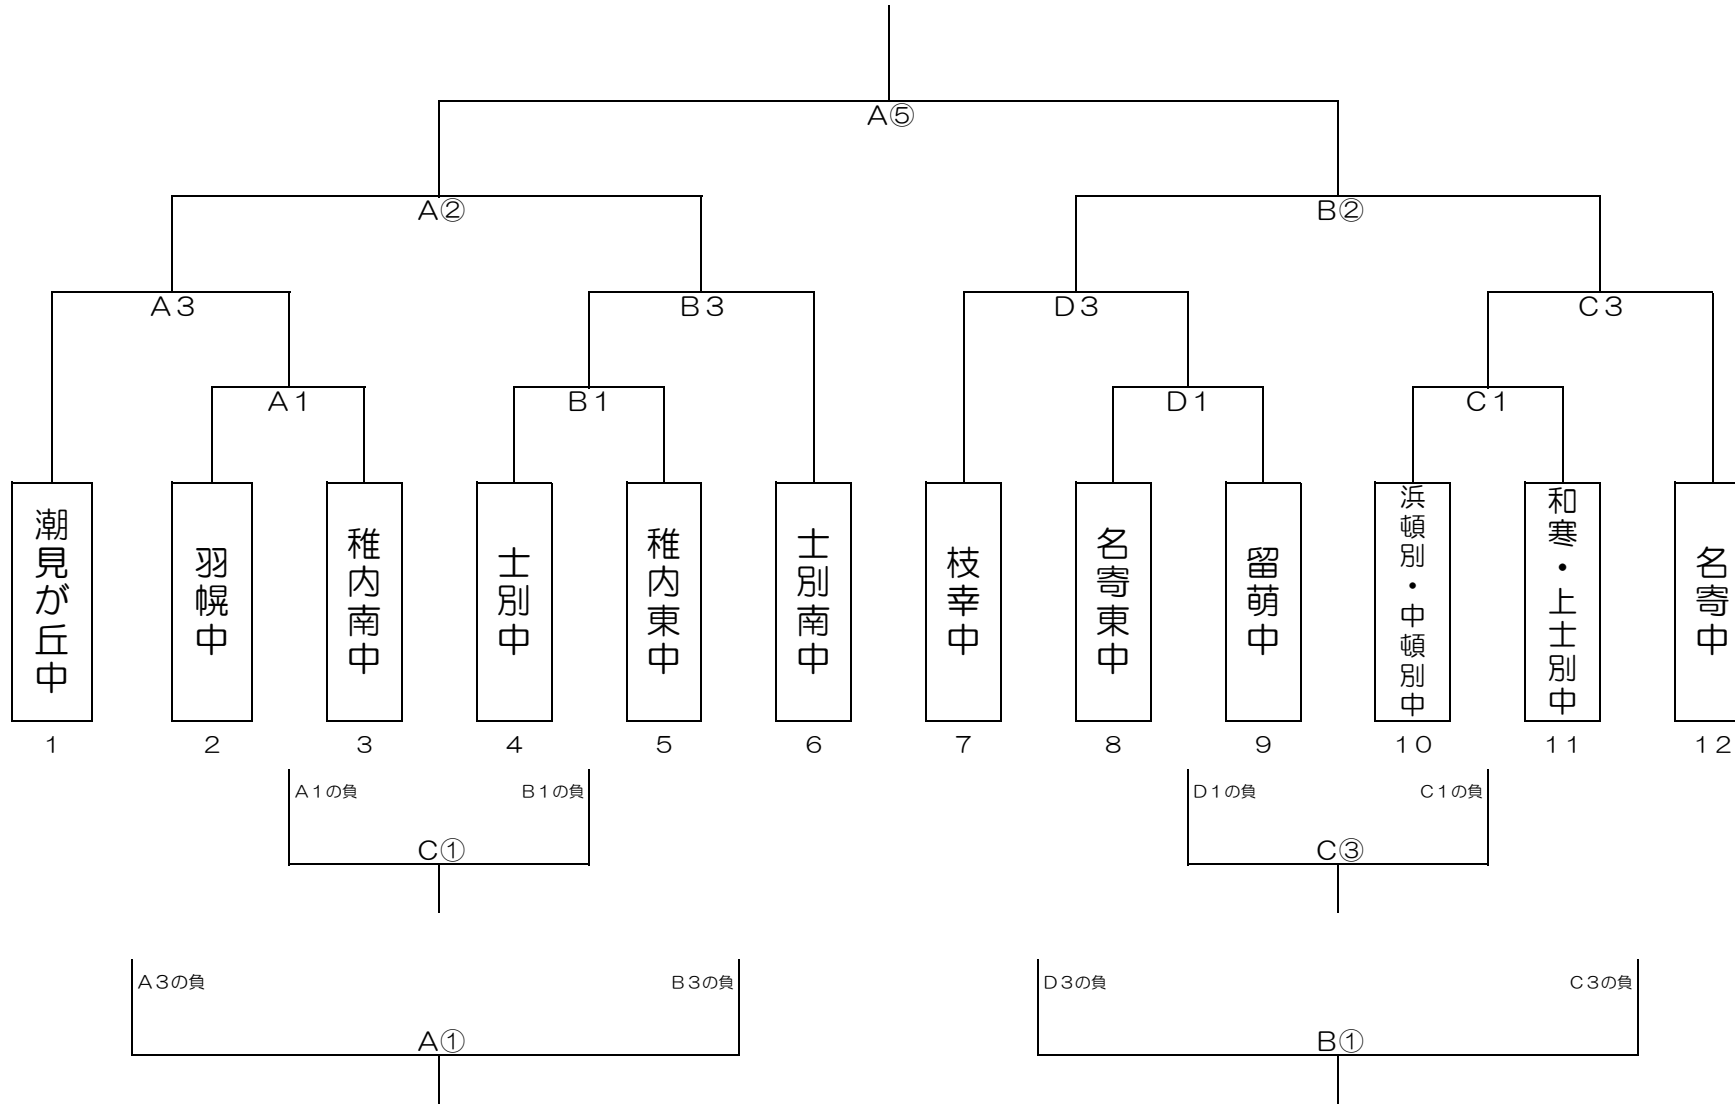 A⑤
A②
B②
A3
B3
D3
C3
A1
B1
D1
C1
潮見が丘中
羽幌中
稚内南中
士別中
稚内東中
士別南中
枝幸中
名寄東中
留萌中
浜頓別・中頓別中
和寒・上士別中
名寄中
1
2
3
4
5
6
7
8
9
10
11
12
A1の負
B1の負
D1の負
C1の負
C①
C③
A3の負
B3の負
D3の負
C3の負
A①
B①